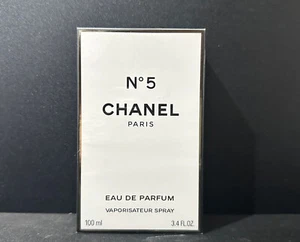 N°5
CHANEL
PARIS
EAU DE PARFUM
VAPORISATEUR SPRAY
100 ml 3.4 FL.OZ.